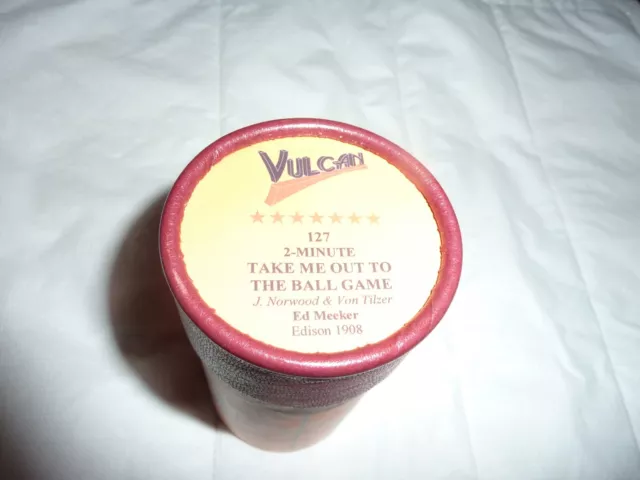 VULCAN
127
2-MINUTE
TAKE ME OUT TO
THE BALL GAME
J. Norwood & Von Tilzer
Ed Meeker
Edison 1908